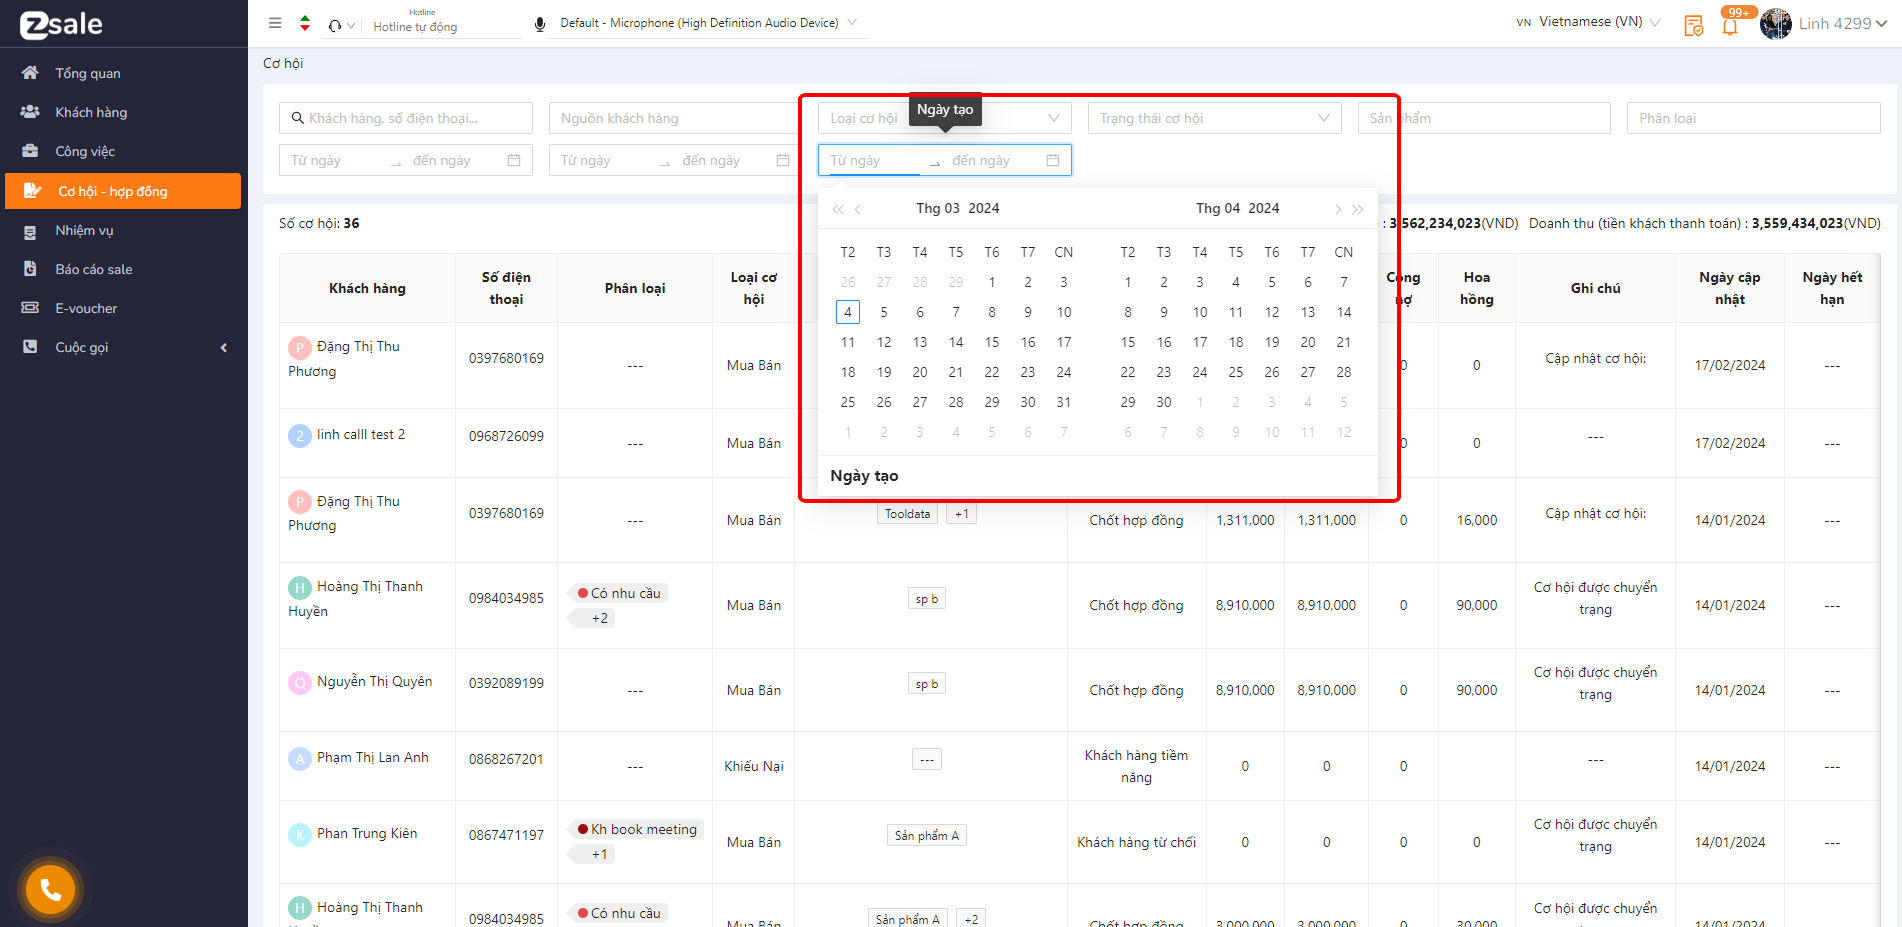 zsale
Hotline
Hotline tự động
Default - Microphone (High Definition Audio Device)
VN Vietnamese (VN)
99+
Linh 4299
Tổng quan
Khách hàng
Công việc
Cơ hội - hợp đồng
Nhiệm vụ
Báo cáo sale
E-voucher
Cuộc gọi
Cơ hội
Khách hàng, số điện thoại...
Nguồn khách hàng
Loại cơ hội
Ngày tạo
Trạng thái cơ hội
Sản phẩm
Phân loại
Từ ngày → đến ngày
Từ ngày → đến ngày
Từ ngày → đến ngày
Số cơ hội: 36
: 3,562,234,023(VND) Doanh thu (tiền khách thanh toán) : 3,559,434,023(VND)
Thg 03 2024
T2 T3 T4 T5 T6 T7 CN
26 27 28 29 1 2 3
4 5 6 7 8 9 10
11 12 13 14 15 16 17
18 19 20 21 22 23 24
25 26 27 28 29 30 31
1 2 3 4 5 6 7
Thg 04 2024
T2 T3 T4 T5 T6 T7 CN
1 2 3 4 5 6 7
8 9 10 11 12 13 14
15 16 17 18 19 20 21
22 23 24 25 26 27 28
29 30 1 2 3 4 5
6 7 8 9 10 11 12
Ngày tạo
Khách hàng
Số điện
thoại
Phân loại
Loại cơ
hội
Công
nợ
Hoa
hồng
Ghi chú
Ngày cập
nhật
Ngày hết
hạn
P Đặng Thị Thu
Phương
0397680169
---
Mua Bán
0
0
Cập nhật cơ hội:
17/02/2024
---
2 linh calll test 2
0968726099
---
Mua Bán
0
0
---
17/02/2024
---
P Đặng Thị Thu
Phương
0397680169
---
Mua Bán
Tooldata +1
Chốt hợp đồng
1,311,000
1,311,000
0
16,000
Cập nhật cơ hội:
14/01/2024
---
H Hoàng Thị Thanh
Huyền
0984034985
Có nhu cầu
+2
Mua Bán
sp b
Chốt hợp đồng
8,910,000
8,910,000
0
90,000
Cơ hội được chuyển
trạng
14/01/2024
---
Q Nguyễn Thị Quyên
0392089199
---
Mua Bán
sp b
Chốt hợp đồng
8,910,000
8,910,000
0
90,000
Cơ hội được chuyển
trạng
14/01/2024
---
A Phạm Thị Lan Anh
0868267201
---
Khiếu Nại
---
Khách hàng tiềm
năng
0
0
0
---
14/01/2024
---
K Phan Trung Kiên
0867471197
Kh book meeting
+1
Mua Bán
Sản phẩm A
Khách hàng từ chối
0
0
0
0
Cơ hội được chuyển
trạng
14/01/2024
---
H Hoàng Thị Thanh
Huyền
0984034985
Có nhu cầu
Mua Bán
Sản phẩm A +2
Chốt hợp đồng
3,000,000
3,000,000
0
30,000
Cơ hội được chuyển
trạng
14/01/2024
---